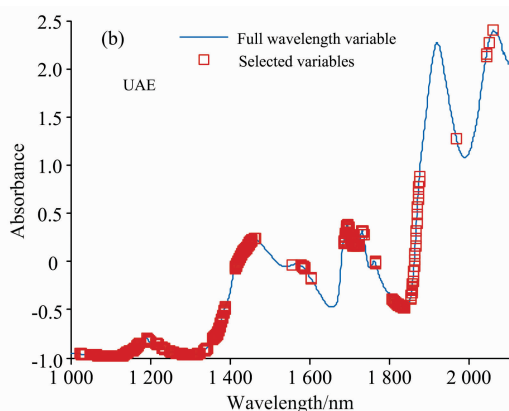 (b)
Full wavelength variable
Selected variables
UAE
Absorbance
2.5
2.0
1.5
1.0
0.5
0
-0.5
-1.0
1 000
1 200
1 400
1 600
1 800
2 000
Wavelength/nm